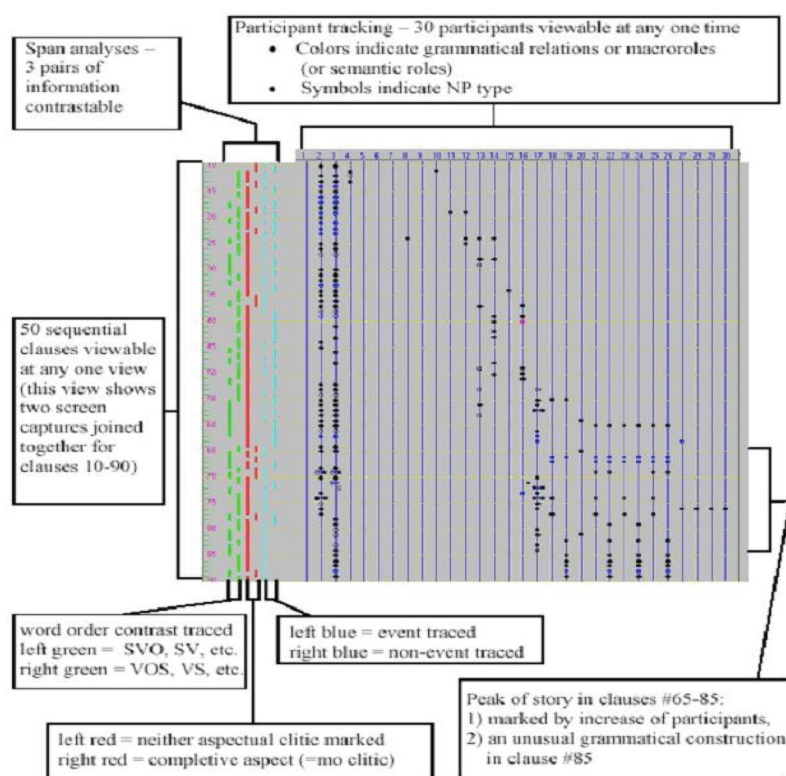 Participant tracking – 30 participants viewable at any one time
• Colors indicate grammatical relations or macroroles
(or semantic roles)
• Symbols indicate NP type
Span analyses –
3 pairs of
information
contrastable
1 2 3 4 5 6 7 8 9 10 11 12 13 14 15 16 17 18 19 20 21 22 23 24 25 26 27 28 29 30
50 sequential
clauses viewable
at any one view
(this view shows
two screen
captures joined
together for
clauses 10-90)
word order contrast traced
left green = SVO, SV, etc.
right green = VOS, VS, etc.
left blue = event traced
right blue = non-event traced
left red = neither aspectual clitic marked
right red = completive aspect (=mo clitic)
Peak of story in clauses #65-85:
1) marked by increase of participants,
2) an unusual grammatical construction
in clause #85